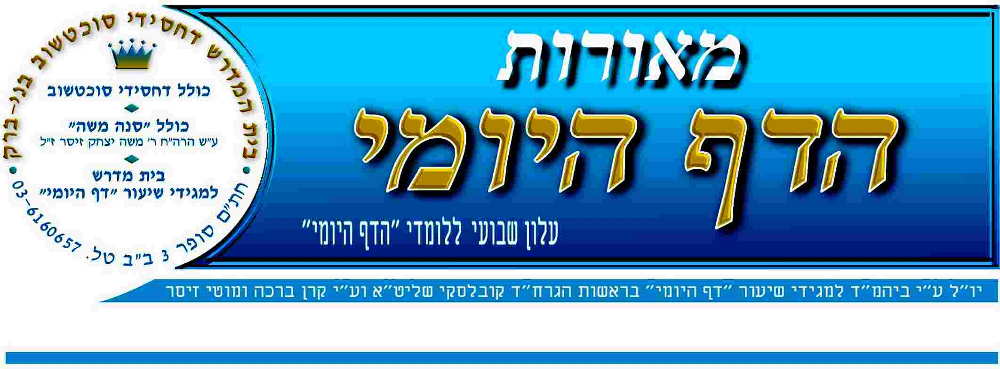 מאורות
הדף היומי
עלון שבועי ללומדי "הדף היומי"
בית המדרש דחסידי סוכטשוב בני-ברק
כולל דחסידי סוכטשוב
כולל "סנה משה"
ע"ש הרה"ח ר' משה יצחק זיסר ז"ל
בית מדרש
למגידי שיעור "דף היומי"
חת"ם סופר 3 ב"ב טל. 03-6160657
יו"ל ע"י ביהמ"ד למגידי שיעור "דף היומי" בראשות הגרח"ד קובלסקי שליט"א וע"י קרן ברכה ומוטי זיסר